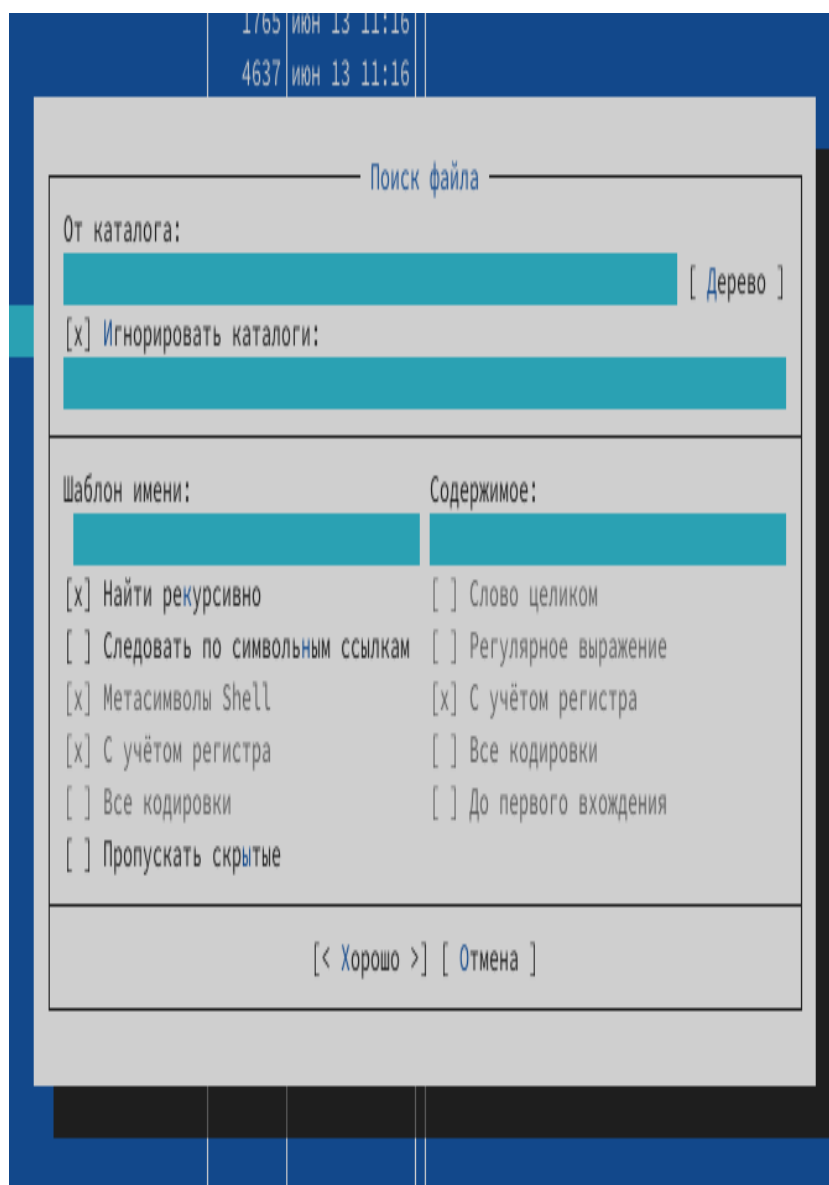 1765 июн 13 11:16
4637 июн 13 11:16
Поиск файла
От каталога:
[ Дерево ]
[x] Игнорировать каталоги:
Шаблон имени: Содержимое:
[x] Найти рекурсивно [ ] Слово целиком
[ ] Следовать по символьным ссылкам [ ] Регулярное выражение
[x] Метасимволы Shell [x] С учётом регистра
[x] С учётом регистра [ ] Все кодировки
[ ] Все кодировки [ ] До первого вхождения
[ ] Пропускать скрытые
[< Хорошо >] [ Отмена ]